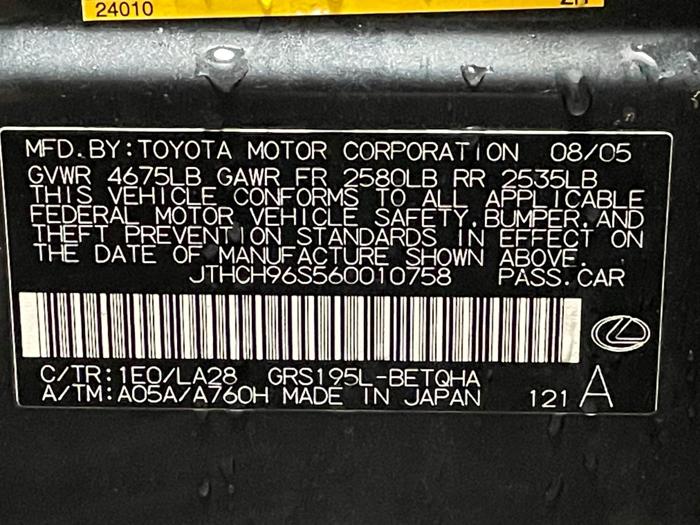 24010
MFD.BY:TOYOTA MOTOR CORPORATION 08/05
GVWR 4675LB GAWR FR 2580LB RR 2535LB
THIS VEHICLE CONFORMS TO ALL APPLICABLE
FEDERAL MOTOR VEHICLE SAFETY,BUMPER,AND
THEFT PREVENTION STANDARDS IN EFFECT ON
THE DATE OF MANUFACTURE SHOWN ABOVE.
JTHCH96S560010758 PASS.CAR
C/TR:1E0/LA28 GRS195L-BETQHA
A/TM:A05A/A760H MADE IN JAPAN 121 A